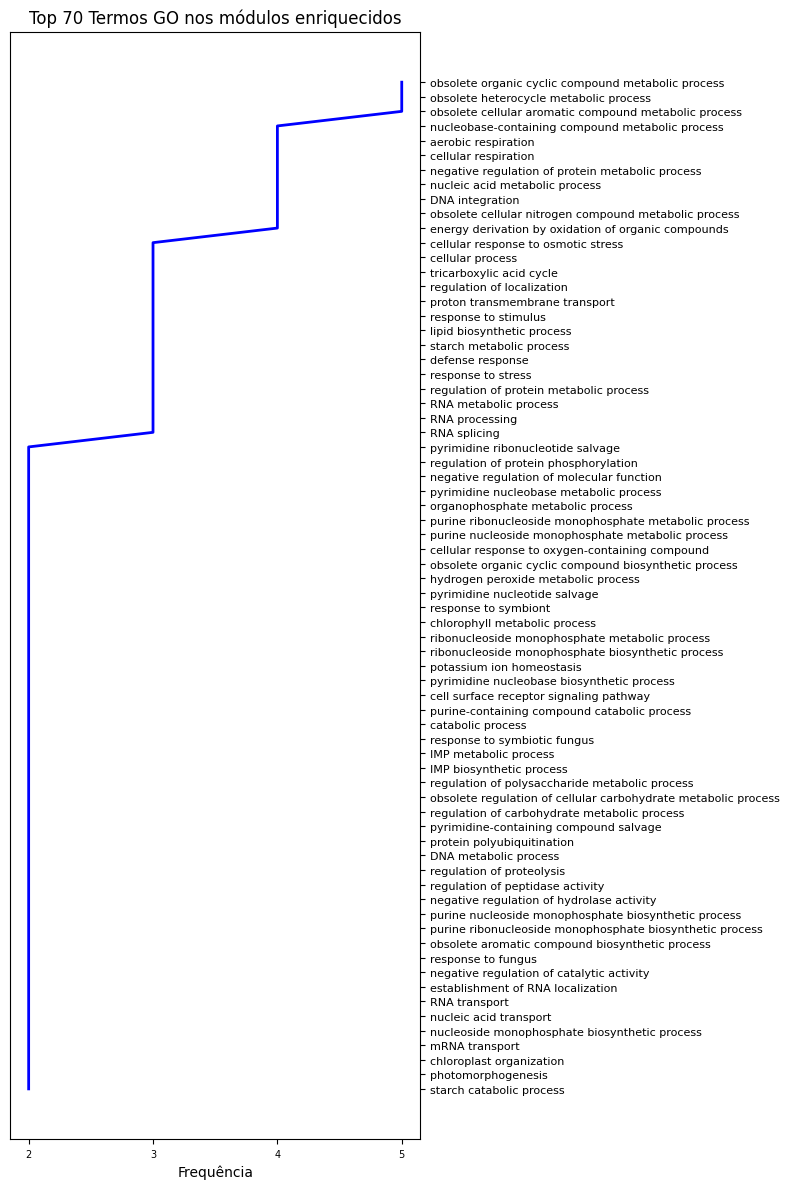 Top 70 Termos GO nos módulos enriquecidos
obsolete organic cyclic compound metabolic process
obsolete heterocycle metabolic process
obsolete cellular aromatic compound metabolic process
nucleobase-containing compound metabolic process
aerobic respiration
cellular respiration
negative regulation of protein metabolic process
nucleic acid metabolic process
DNA integration
obsolete cellular nitrogen compound metabolic process
energy derivation by oxidation of organic compounds
cellular response to osmotic stress
cellular process
tricarboxylic acid cycle
regulation of localization
proton transmembrane transport
response to stimulus
lipid biosynthetic process
starch metabolic process
defense response
response to stress
regulation of protein metabolic process
RNA metabolic process
RNA processing
RNA splicing
pyrimidine ribonucleotide salvage
regulation of protein phosphorylation
negative regulation of molecular function
pyrimidine nucleobase metabolic process
organophosphate metabolic process
purine ribonucleoside monophosphate metabolic process
purine nucleoside monophosphate metabolic process
cellular response to oxygen-containing compound
obsolete organic cyclic compound biosynthetic process
hydrogen peroxide metabolic process
pyrimidine nucleotide salvage
response to symbiont
chlorophyll metabolic process
ribonucleoside monophosphate metabolic process
ribonucleoside monophosphate biosynthetic process
potassium ion homeostasis
pyrimidine nucleobase biosynthetic process
cell surface receptor signaling pathway
purine-containing compound catabolic process
catabolic process
response to symbiotic fungus
IMP metabolic process
IMP biosynthetic process
regulation of polysaccharide metabolic process
obsolete regulation of cellular carbohydrate metabolic process
regulation of carbohydrate metabolic process
pyrimidine-containing compound salvage
protein polyubiquitination
DNA metabolic process
regulation of proteolysis
regulation of peptidase activity
negative regulation of hydrolase activity
purine nucleoside monophosphate biosynthetic process
purine ribonucleoside monophosphate biosynthetic process
obsolete aromatic compound biosynthetic process
response to fungus
negative regulation of catalytic activity
establishment of RNA localization
RNA transport
nucleic acid transport
nucleoside monophosphate biosynthetic process
mRNA transport
chloroplast organization
photomorphogenesis
starch catabolic process
2 3 4 5
Frequência